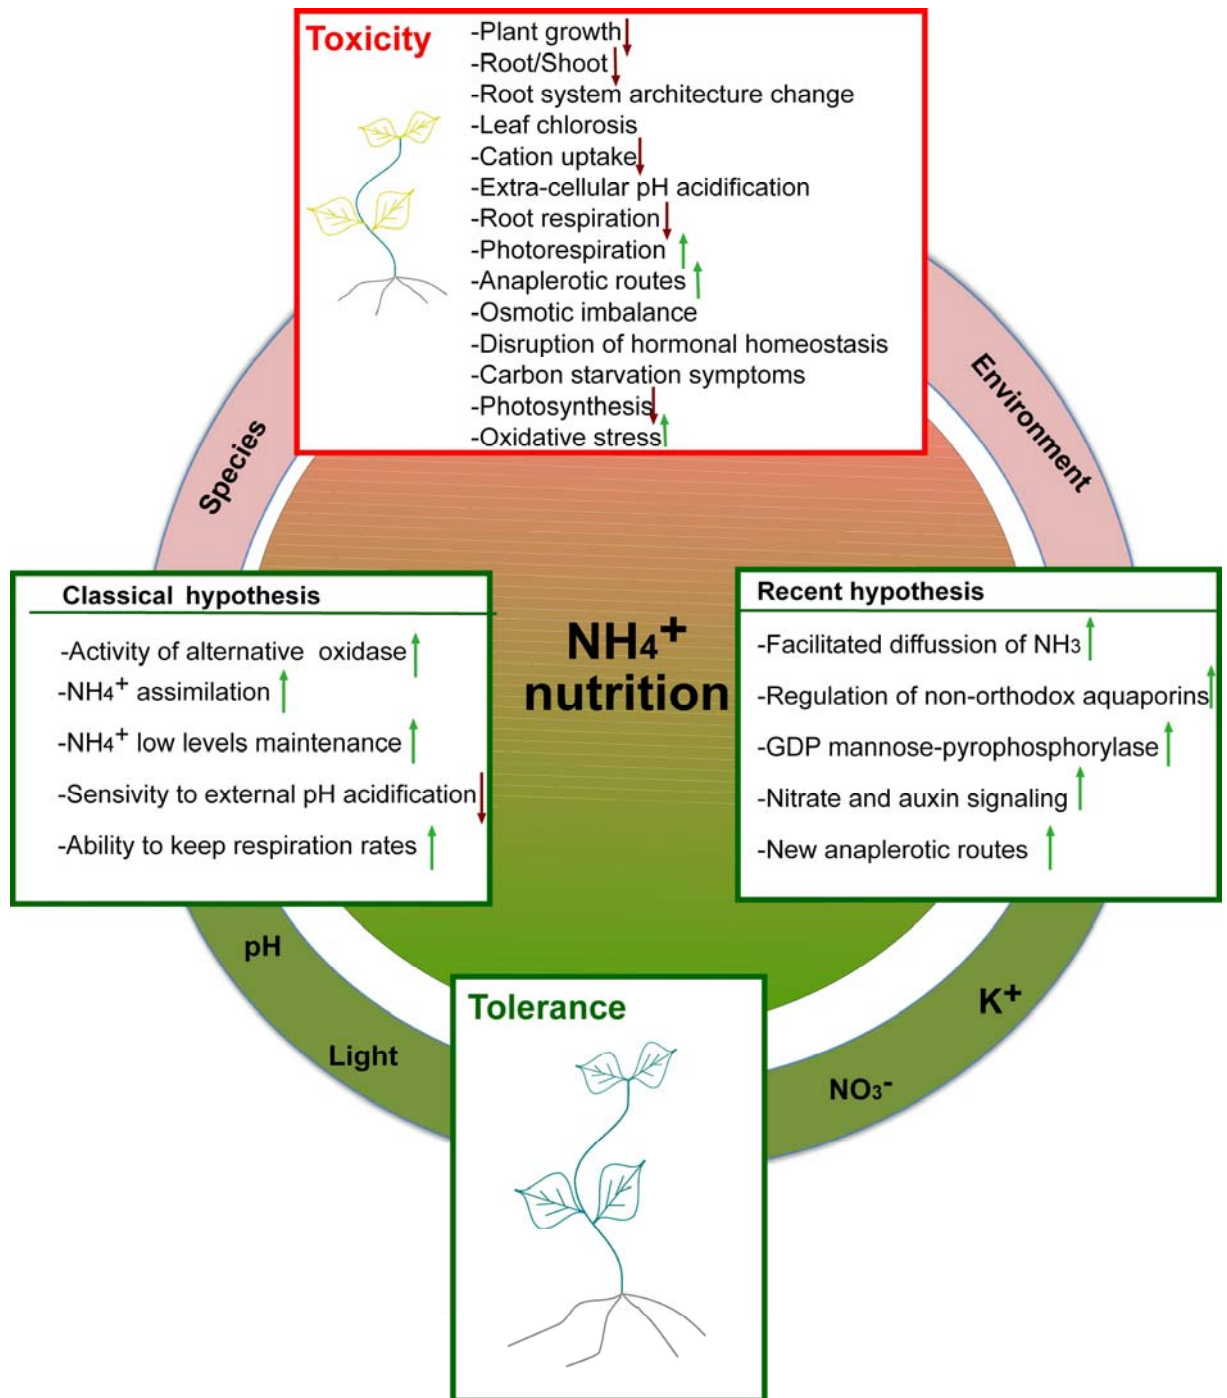 Toxicity
-Plant growth↓
-Root/Shoot↓
-Root system architecture change
-Leaf chlorosis
-Cation uptake↓
-Extra-cellular pH acidification
-Root respiration↓
-Photorespiration ↑
-Anaplerotic routes ↑
-Osmotic imbalance
-Disruption of hormonal homeostasis
-Carbon starvation symptoms
-Photosynthesis↓
-Oxidative stress↑
Species
Environment
Classical hypothesis
-Activity of alternative oxidase↑
-NH₄⁺ assimilation ↑
-NH₄⁺ low levels maintenance ↑
-Sensivity to external pH acidification↓
-Ability to keep respiration rates ↑
NH₄⁺
nutrition
Recent hypothesis
-Facilitated diffussion of NH₃ ↑
-Regulation of non-orthodox aquaporins↑
-GDP mannose-pyrophosphorylase ↑
-Nitrate and auxin signaling ↑
-New anaplerotic routes ↑
pH
Light
Tolerance
NO₃⁻
K⁺